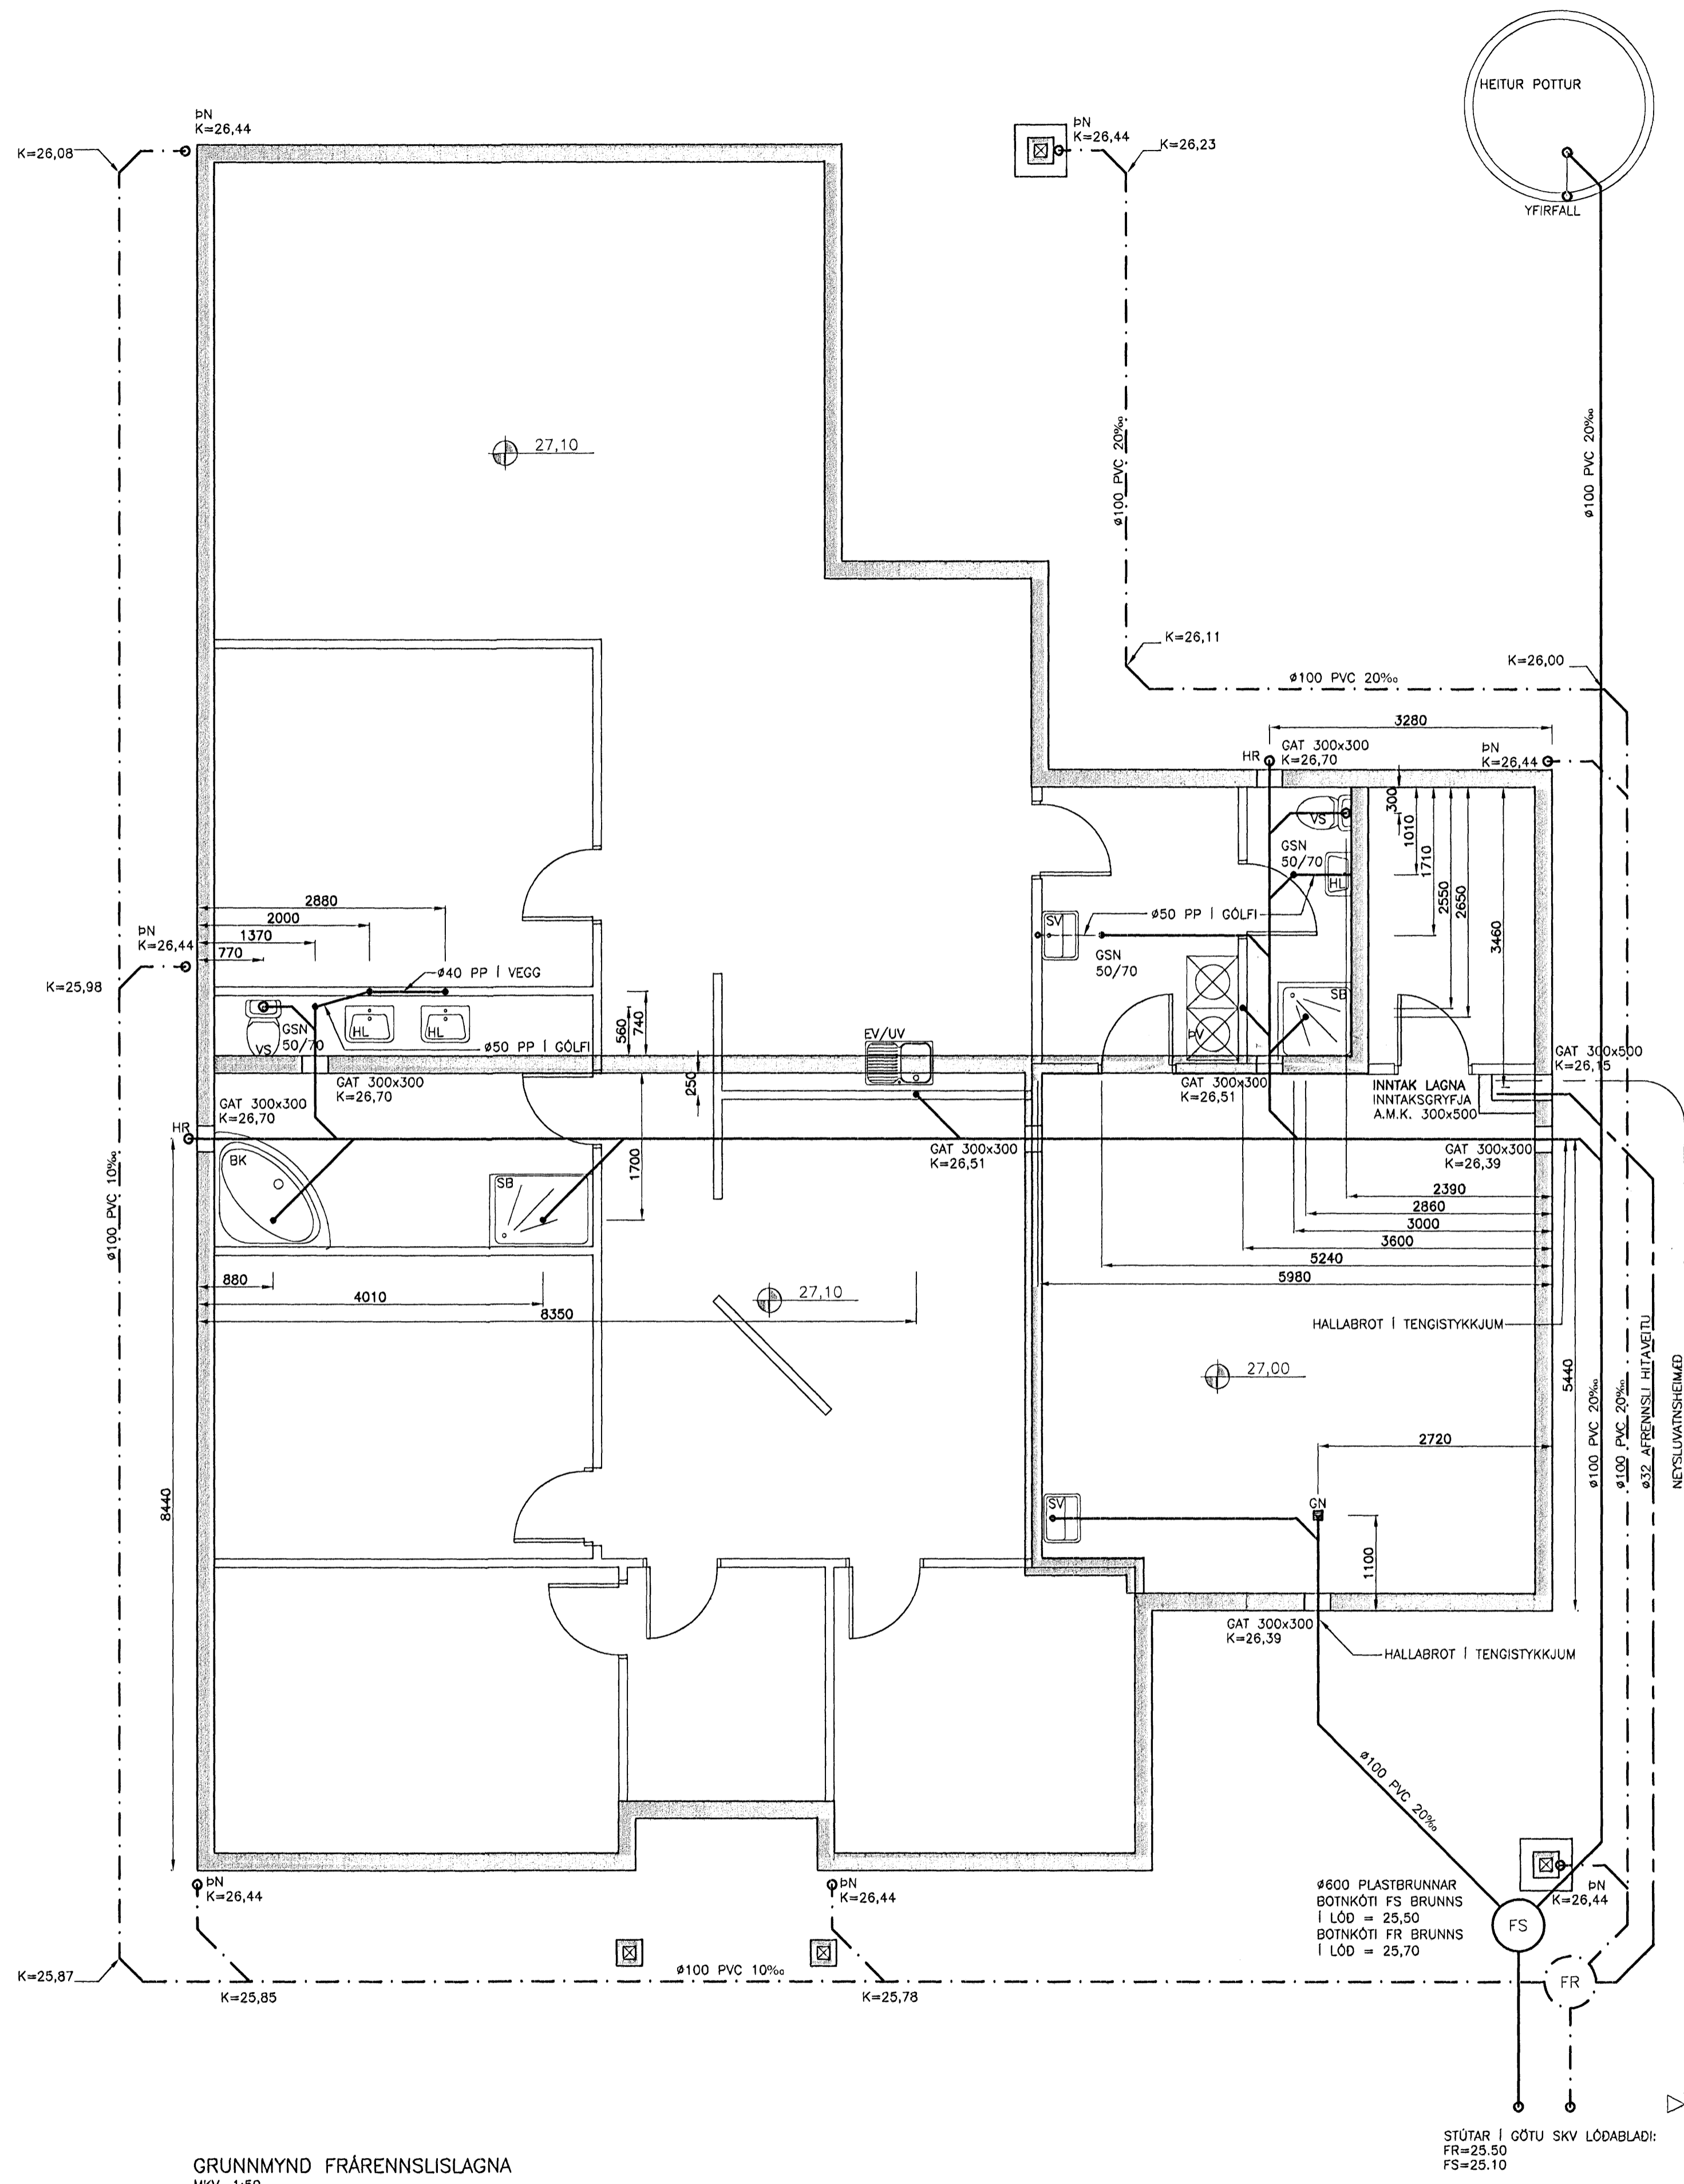 HEITUR POTTUR
YFIRFALL
ÞN
K=26,44
K=26,08
ÞN
K=26,44
K=26,23
27,10
ø100 PVC 20‰
ø100 PVC 20‰
K=26,11
K=26,00
ø100 PVC 20‰
3280
HR
GAT 300x300
K=26,70
ÞN
K=26,44
VS
300
GSN
50/70
HL
1010
1710
2550
2650
3460
2880
2000
1370
770
ÞN
K=26,44
K=25,98
ø40 PP Í VEGG
SV
ø50 PP Í GÓLFI
GSN
50/70
SB
ÞV
GSN
50/70
VS
HL
HL
ø50 PP Í GÓLFI
560
740
250
EV/UV
GAT 300x300
K=26,70
GAT 300x300
K=26,70
HR
BK
SB
1700
GAT 300x300
K=26,51
GAT 300x300
K=26,51
INNTAK LAGNA
INNTAKSGRYFJA
A.M.K. 300x500
GAT 300x500
K=26,15
GAT 300x300
K=26,39
2390
2860
3000
3600
5240
5980
880
4010
8350
27,10
HALLABROT Í TENGISTYKKJUM
27,00
5440
2720
ø100 PVC 10‰
8440
ø100 PVC 20‰
ø100 PVC 20‰
ø32 AFRENNSLI HITAVEITU
NEYSLUVATNSHEIMÆÐ
SV
GN
1100
GAT 300x300
K=26,39
HALLABROT Í TENGISTYKKJUM
ø100 PVC 20‰
ÞN
K=26,44
ÞN
K=26,44
ø600 PLASTBRUNNAR
BOTNKÓTI FS BRUNNS
Í LÓÐ = 25,50
BOTNKÓTI FR BRUNNS
Í LÓÐ = 25,70
ÞN
K=26,44
FS
FR
K=25,87
K=25,85
ø100 PVC 10‰
K=25,78
STÚTAR Í GÖTU SKV LÓÐABLAÐI:
FR=25.50
FS=25.10
GRUNNMYND FRÁRENNSLISLAGNA
MKV. 1:50